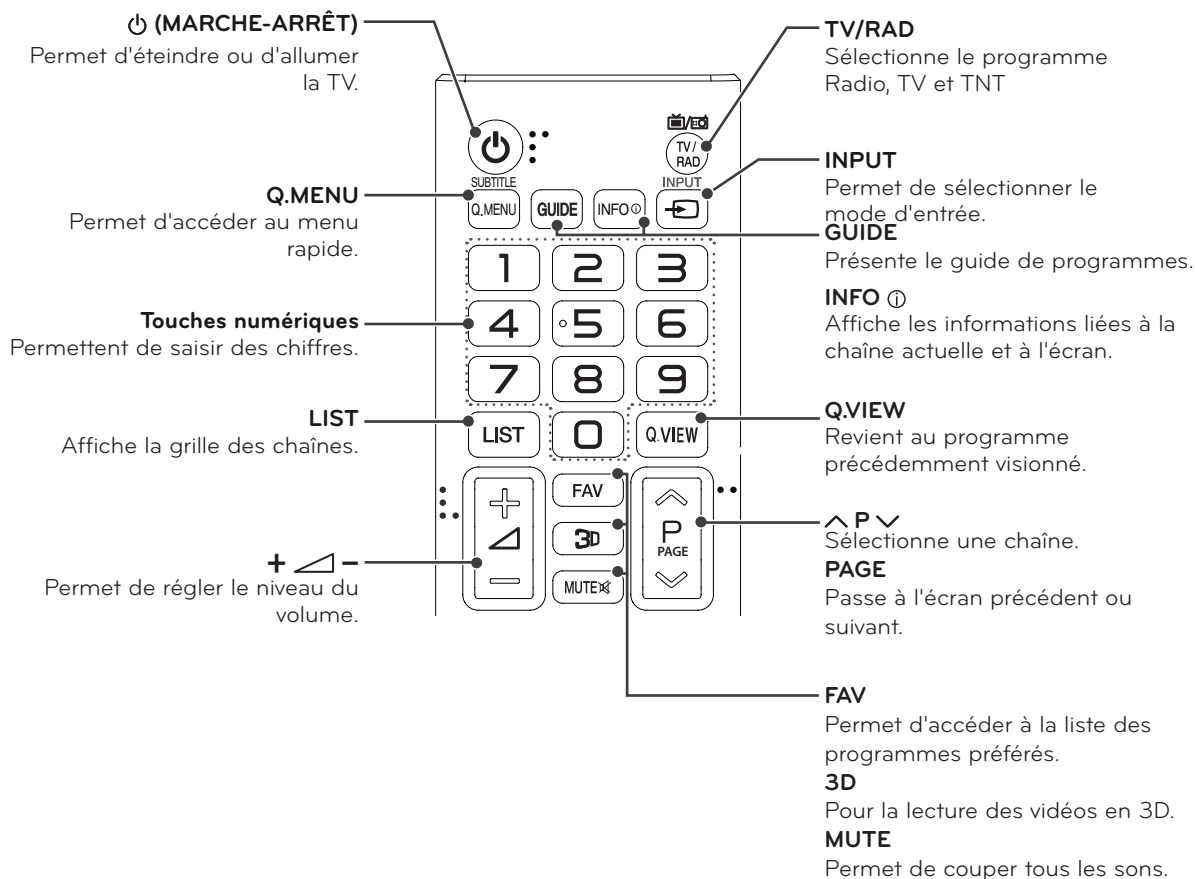 ⏻ (MARCHE-ARRÊT)
Permet d'éteindre ou d'allumer
la TV.
Q.MENU
Permet d'accéder au menu
rapide.
Touches numériques
Permettent de saisir des chiffres.
LIST
Affiche la grille des chaînes.
+ ⊿ −
Permet de régler le niveau du
volume.
TV/
RAD
SUBTITLE
INPUT
Q.MENU
GUIDE
INFO ⓘ
1 2 3
4 5 6
7 8 9
LIST 0 Q.VIEW
+
FAV
3D
P
PAGE
−
MUTE
TV/RAD
Sélectionne le programme
Radio, TV et TNT
INPUT
Permet de sélectionner le
mode d'entrée.
GUIDE
Présente le guide de programmes.
INFO ⓘ
Affiche les informations liées à la
chaîne actuelle et à l'écran.
Q.VIEW
Revient au programme
précédemment visionné.
︿ P ﹀
Sélectionne une chaîne.
PAGE
Passe à l'écran précédent ou
suivant.
FAV
Permet d'accéder à la liste des
programmes préférés.
3D
Pour la lecture des vidéos en 3D.
MUTE
Permet de couper tous les sons.